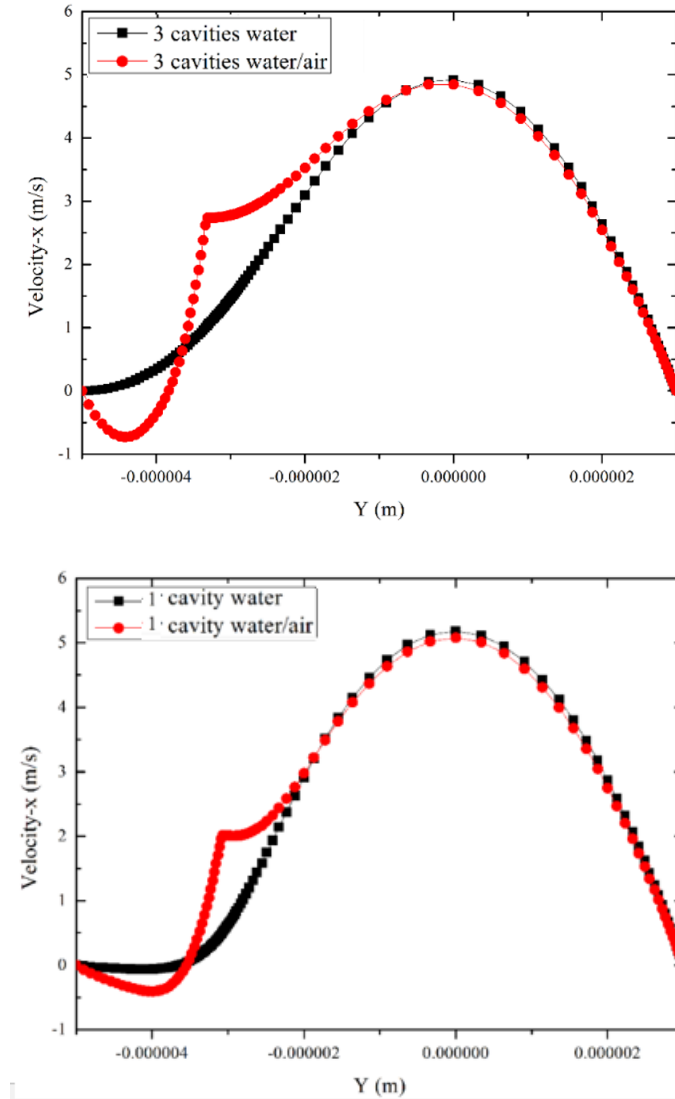 6
3 cavities water
3 cavities water/air
5
4
3
2
1
0
-1
Velocity-x (m/s)
-0.000004 -0.000002 0.000000 0.000002
Y (m)
6
1 cavity water
1 cavity water/air
5
4
3
2
1
0
-1
Velocity-x (m/s)
-0.000004 -0.000002 0.000000 0.000002
Y (m)